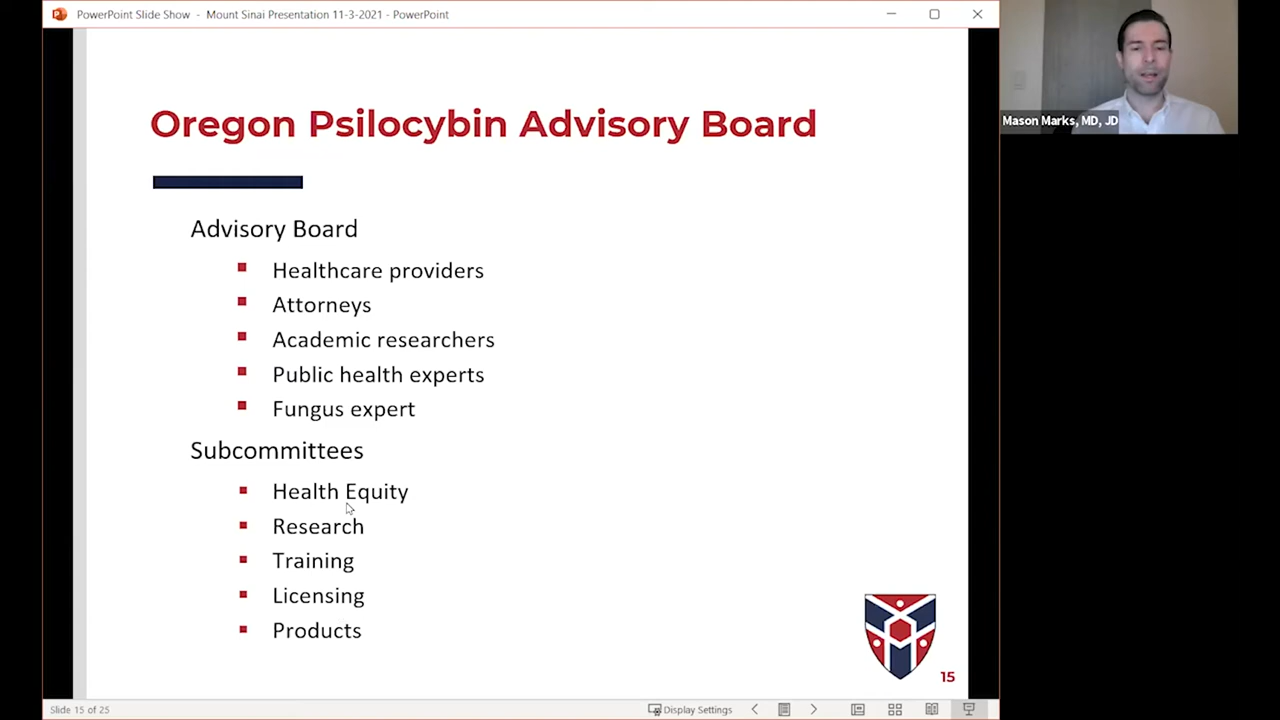 PowerPoint Slide Show - Mount Sinai Presentation 11-3-2021 - PowerPoint
Mason Marks, MD, JD
Oregon Psilocybin Advisory Board
Advisory Board
Healthcare providers
Attorneys
Academic researchers
Public health experts
Fungus expert
Subcommittees
Health Equity
Research
Training
Licensing
Products
15
Slide 15 of 25
Display Settings